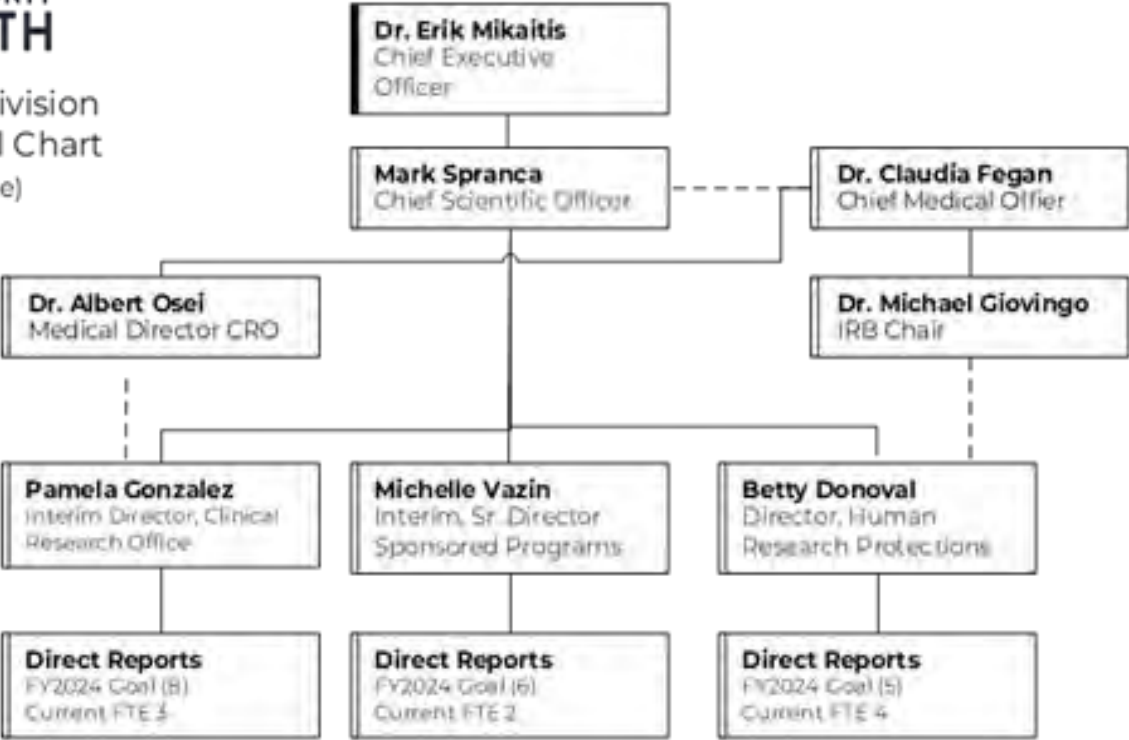 TH
ivision
l Chart
e)
Dr. Erik Mikaitis
Chief Executive
Officer
Mark Spranca
Chief Scientific Officer
Dr. Claudia Fegan
Chief Medical Offier
Dr. Albert Osei
Medical Director CRO
Dr. Michael Giovingo
IRB Chair
Pamela Gonzalez
Interim Director, Clinical
Research Office
Michelle Vazin
Interim, Sr. Director
Sponsored Programs
Betty Donoval
Director, Human
Research Protections
Direct Reports
FY2024 Goal (8)
Current FTE 3
Direct Reports
FY2024 Goal (6)
Current FTE 2
Direct Reports
FY2024 Goal (5)
Current FTE 4